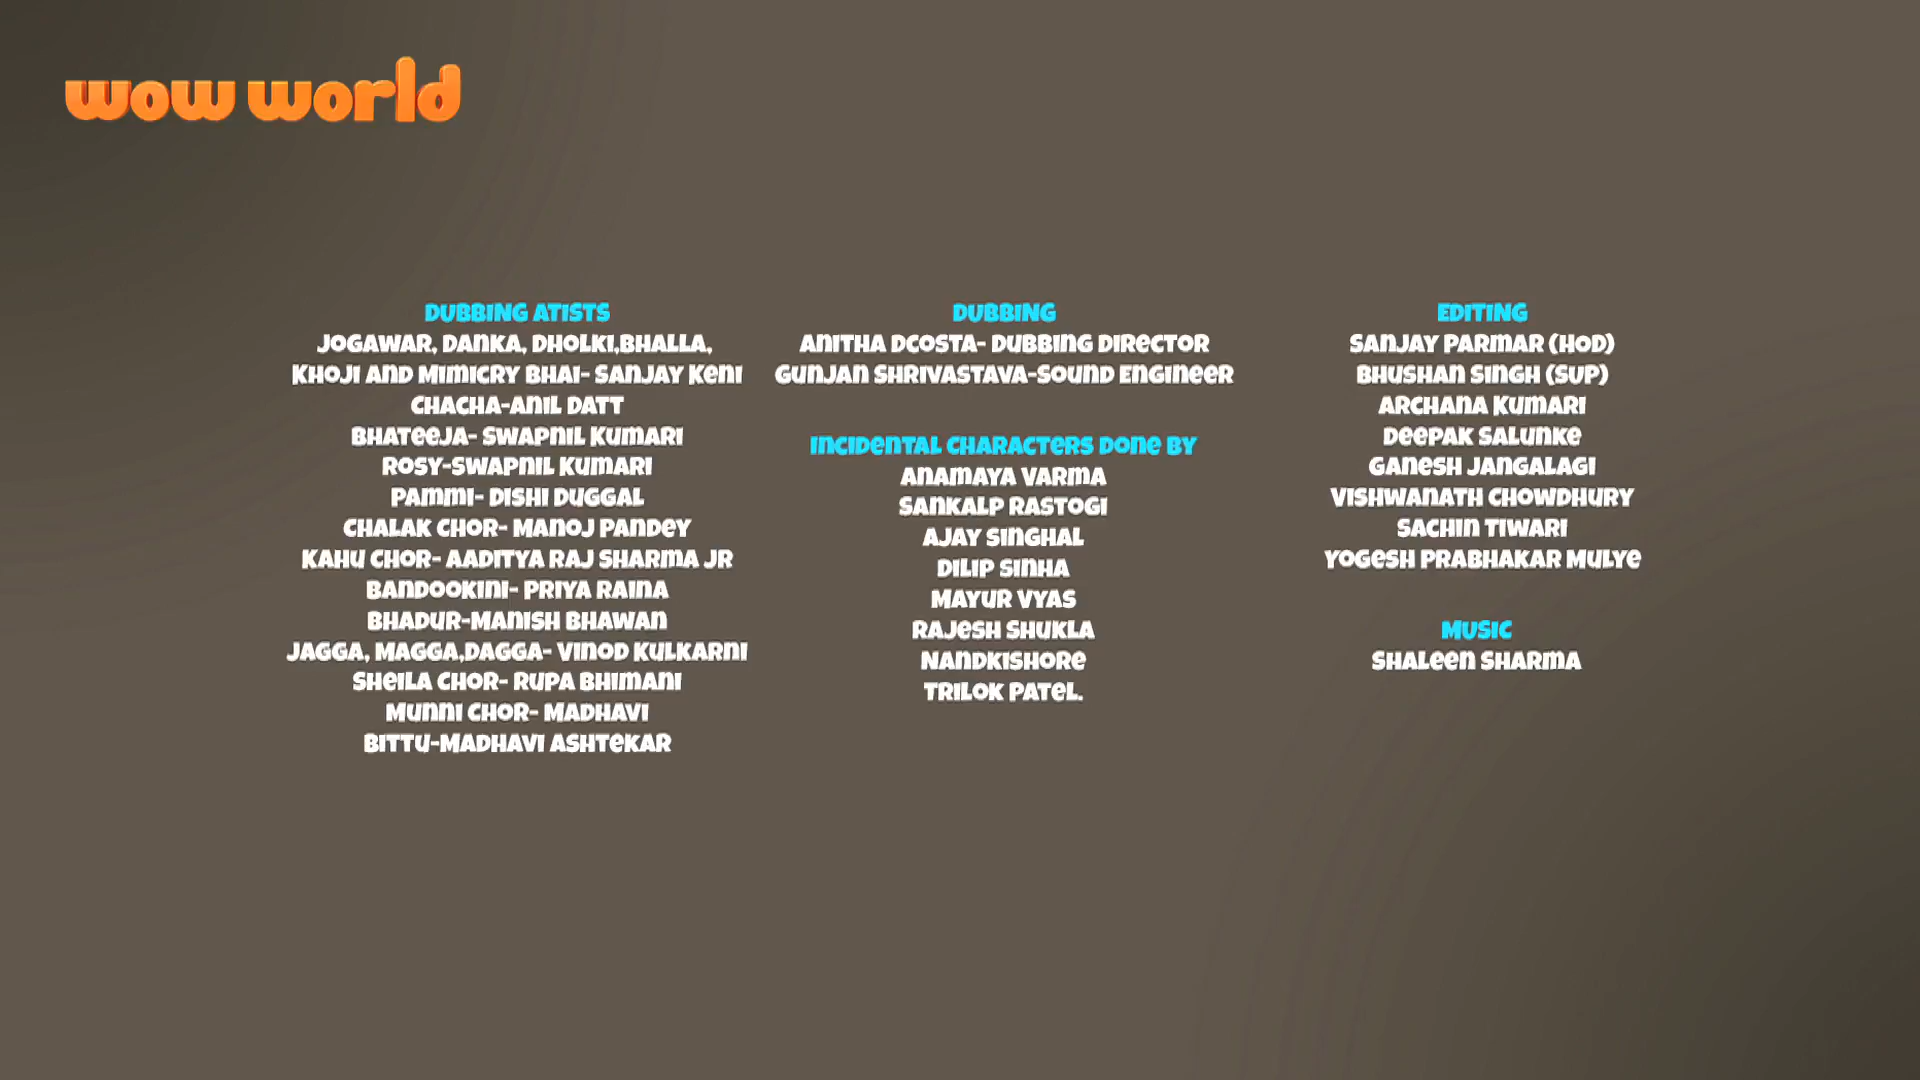 wow world
DUBBING ATISTS
JOGAWAR, DANKA, DHOLKI,BHALLA,
KHOJI AND MIMICRY BHAI- SANJAY KENI
CHACHA-ANIL DATT
BHATEEJA- SWAPNIL KUMARI
ROSY-SWAPNIL KUMARI
PAMMI- DISHI DUGGAL
CHALAK CHOR- MANOJ PANDEY
KAHU CHOR- AADITYA RAJ SHARMA JR
BANDOOKINI- PRIYA RAINA
BHADUR-MANISH BHAWAN
JAGGA, MAGGA,DAGGA- VINOD KULKARNI
SHEILA CHOR- RUPA BHIMANI
MUNNI CHOR- MADHAVI
BITTU-MADHAVI ASHTEKAR
DUBBING
ANITHA DCOSTA- DUBBING DIRECTOR
GUNJAN SHRIVASTAVA-SOUND ENGINEER
INCIDENTAL CHARACTERS DONE BY
ANAMAYA VARMA
SANKALP RASTOGI
AJAY SINGHAL
DILIP SINHA
MAYUR VYAS
RAJESH SHUKLA
NANDKISHORE
TRILOK PATEL.
EDITING
SANJAY PARMAR (HOD)
BHUSHAN SINGH (SUP)
ARCHANA KUMARI
DEEPAK SALUNKE
GANESH JANGALAGI
VISHWANATH CHOWDHURY
SACHIN TIWARI
YOGESH PRABHAKAR MULYE
MUSIC
SHALEEN SHARMA